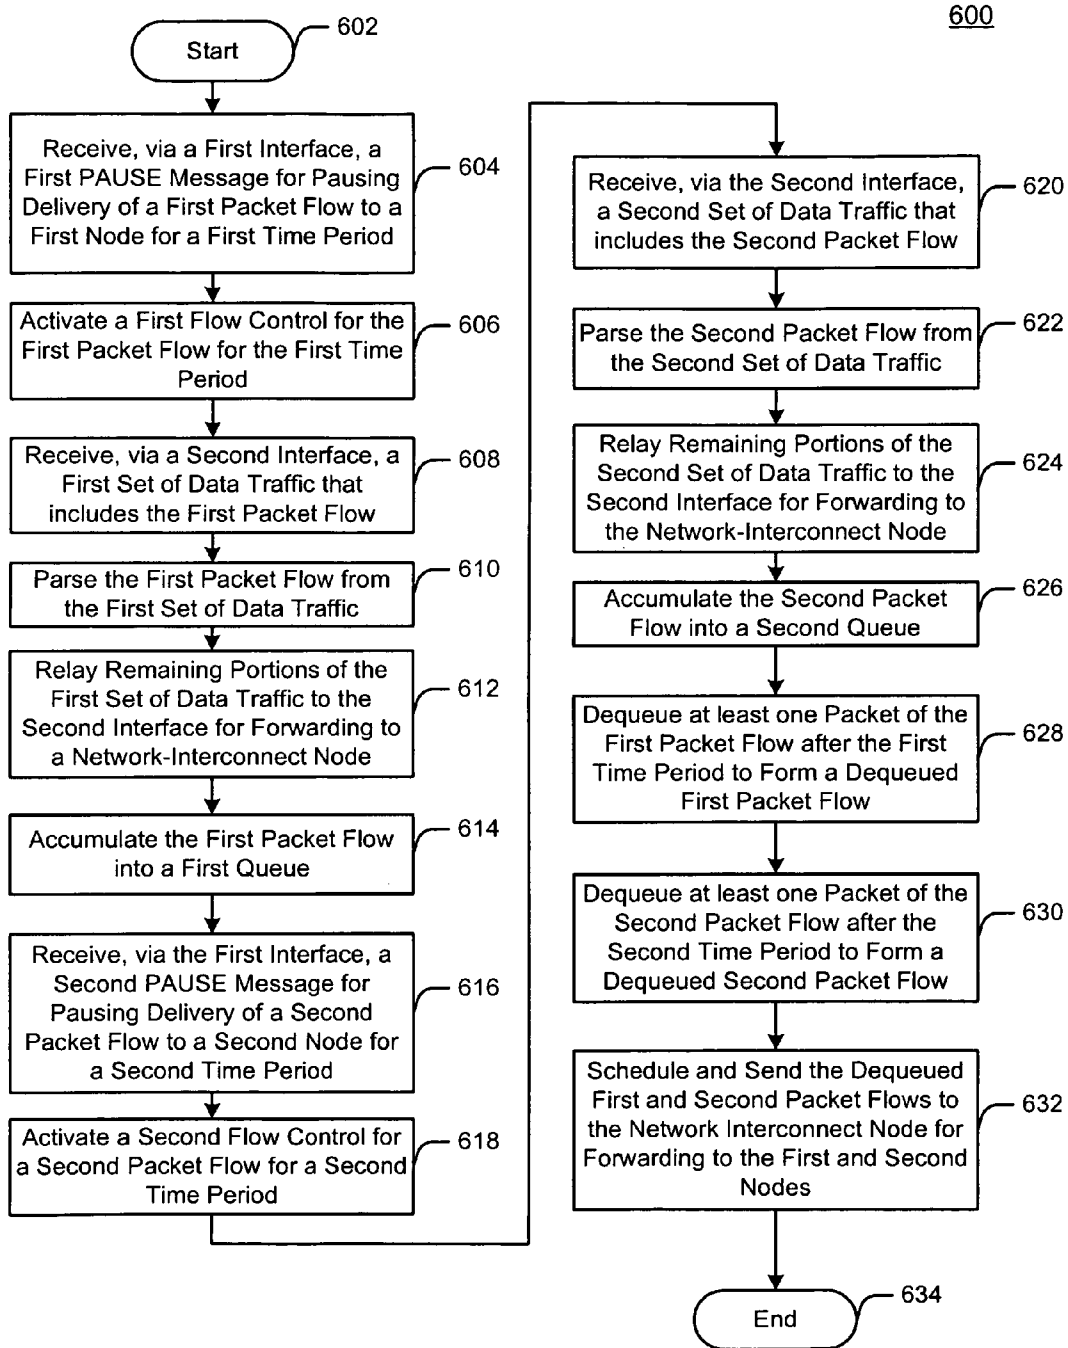 600
Start
602
Receive, via a First Interface, a
First PAUSE Message for Pausing
Delivery of a First Packet Flow to a
First Node for a First Time Period
604
Activate a First Flow Control for the
First Packet Flow for the First Time
Period
606
Receive, via a Second Interface, a
First Set of Data Traffic that
includes the First Packet Flow
608
Parse the First Packet Flow from
the First Set of Data Traffic
610
Relay Remaining Portions of the
First Set of Data Traffic to the
Second Interface for Forwarding to
a Network-Interconnect Node
612
Accumulate the First Packet Flow
into a First Queue
614
Receive, via the First Interface, a
Second PAUSE Message for
Pausing Delivery of a Second
Packet Flow to a Second Node for
a Second Time Period
616
Activate a Second Flow Control for
a Second Packet Flow for a Second
Time Period
618
Receive, via the Second Interface,
a Second Set of Data Traffic that
includes the Second Packet Flow
620
Parse the Second Packet Flow from
the Second Set of Data Traffic
622
Relay Remaining Portions of the
Second Set of Data Traffic to the
Second Interface for Forwarding to
the Network-Interconnect Node
624
Accumulate the Second Packet
Flow into a Second Queue
626
Dequeue at least one Packet of the
First Packet Flow after the First
Time Period to Form a Dequeued
First Packet Flow
628
Dequeue at least one Packet of the
Second Packet Flow after the
Second Time Period to Form a
Dequeued Second Packet Flow
630
Schedule and Send the Dequeued
First and Second Packet Flows to
the Network Interconnect Node for
Forwarding to the First and Second
Nodes
632
End
634